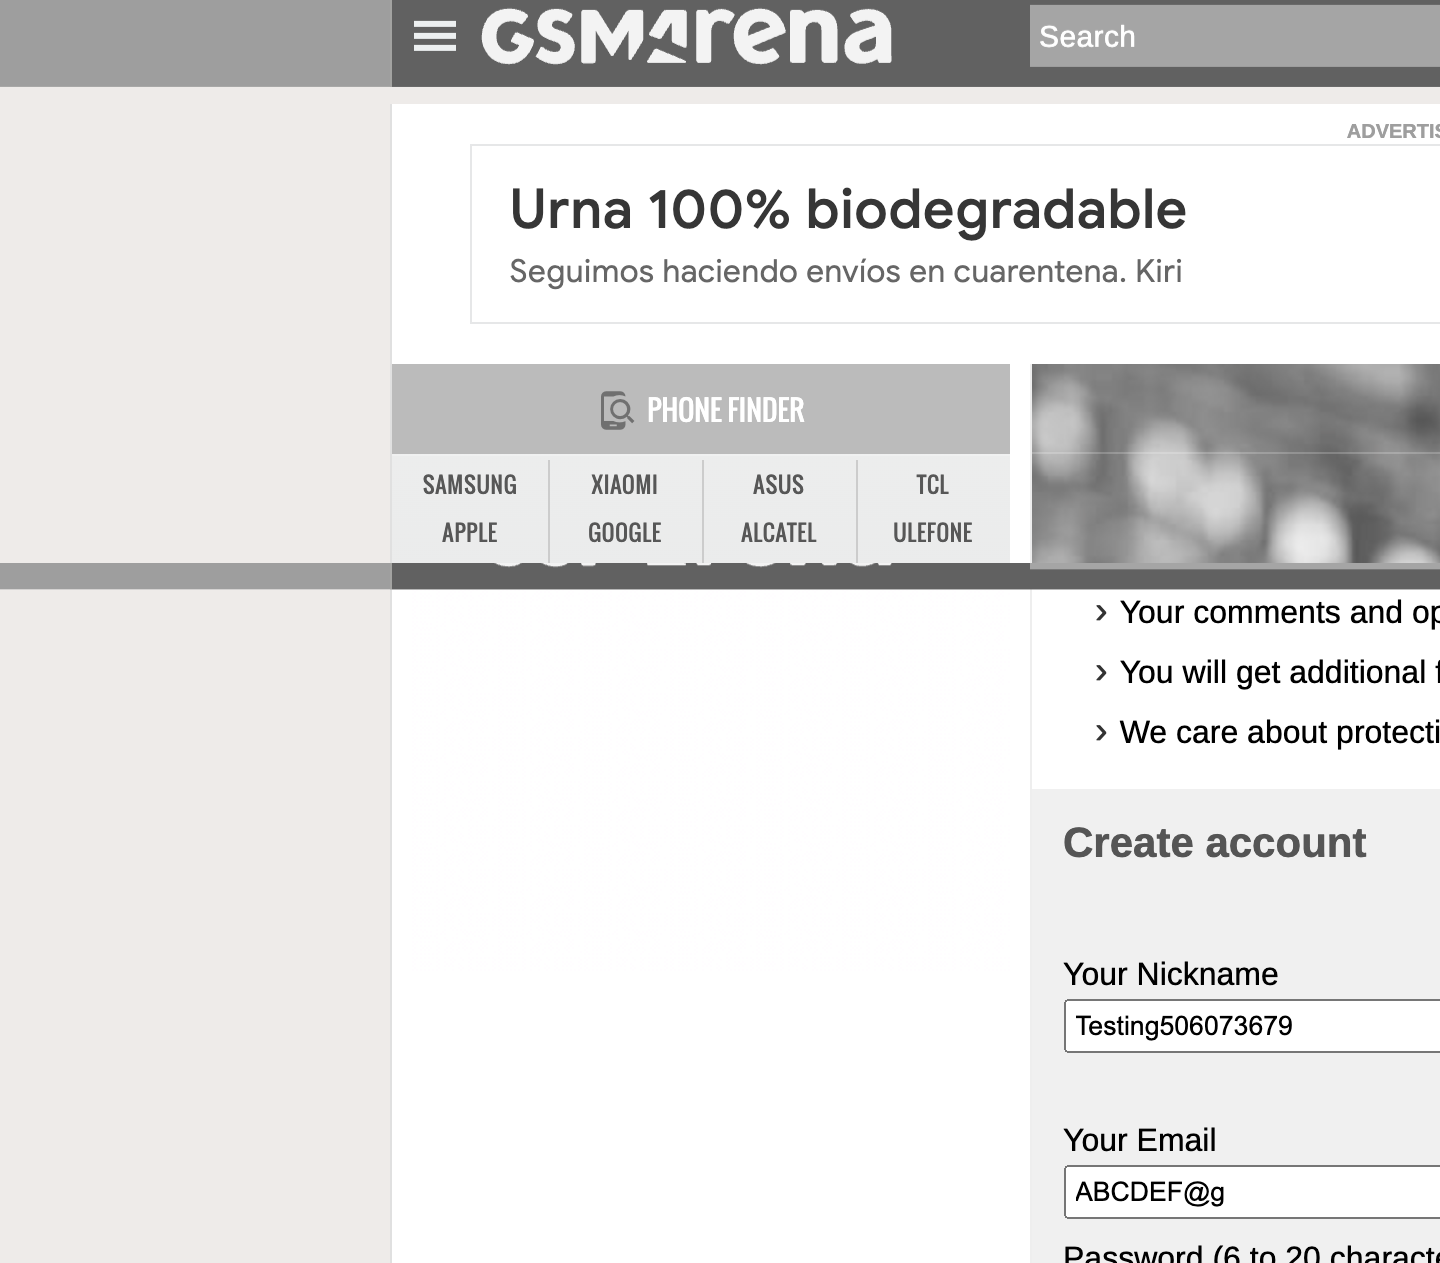 GSMArena
Search
ADVERTIS
Urna 100% biodegradable
Seguimos haciendo envíos en cuarentena. Kiri
PHONE FINDER
SAMSUNG XIAOMI ASUS TCL
APPLE GOOGLE ALCATEL ULEFONE
› Your comments and op
› You will get additional f
› We care about protecti
Create account
Your Nickname
Testing506073679
Your Email
ABCDEF@g
Password (6 to 20 characte